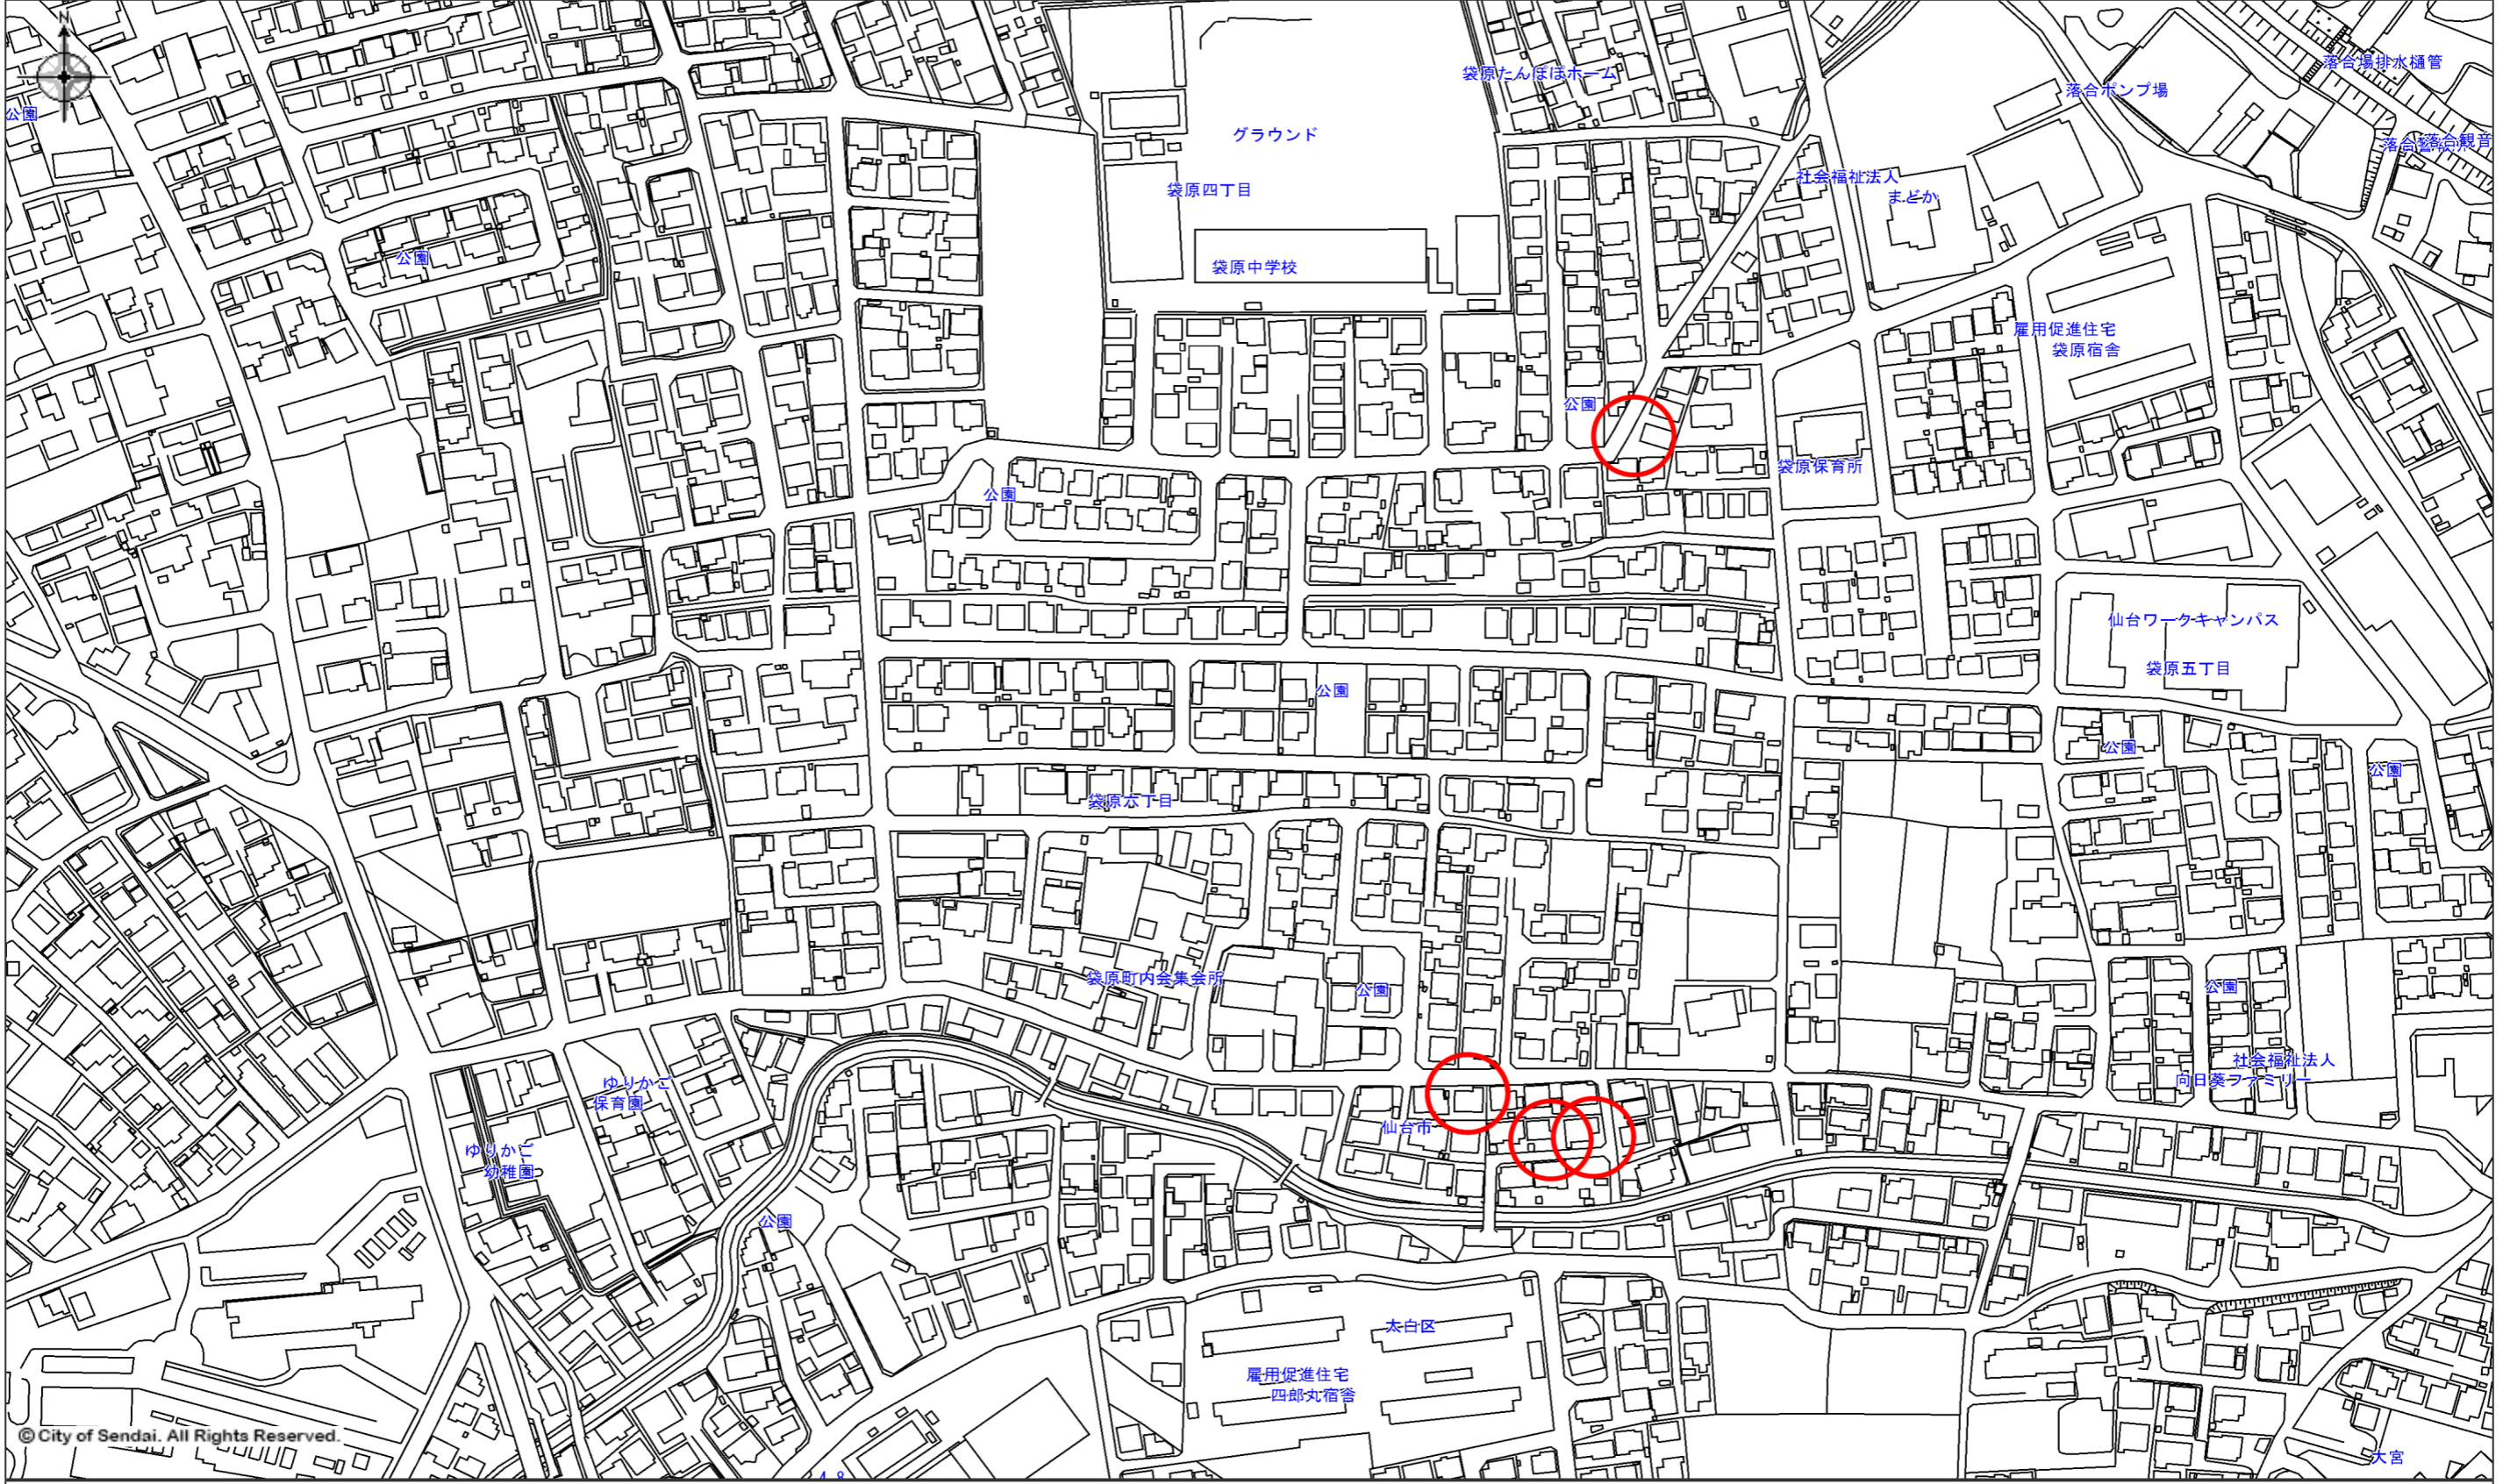 N
袋原たんぽぽホーム
落合場排水樋管
落合ポンプ場
公園
グラウンド
落合観音
社会福祉法人
まどか
袋原四丁目
公園
袋原中学校
雇用促進住宅
袋原宿舎
公園
袋原保育所
公園
仙台ワークキャンパス
袋原五丁目
公園
公園
公園
袋原六丁目
袋原町内会集会所
公園
公園
社会福祉法人
向日葵ファミリー
ゆりかご
保育園
仙台市
ゆりかご
幼稚園
公園
太白区
雇用促進住宅
四郎丸宿舎
©City of Sendai. All Rights Reserved.
大宮